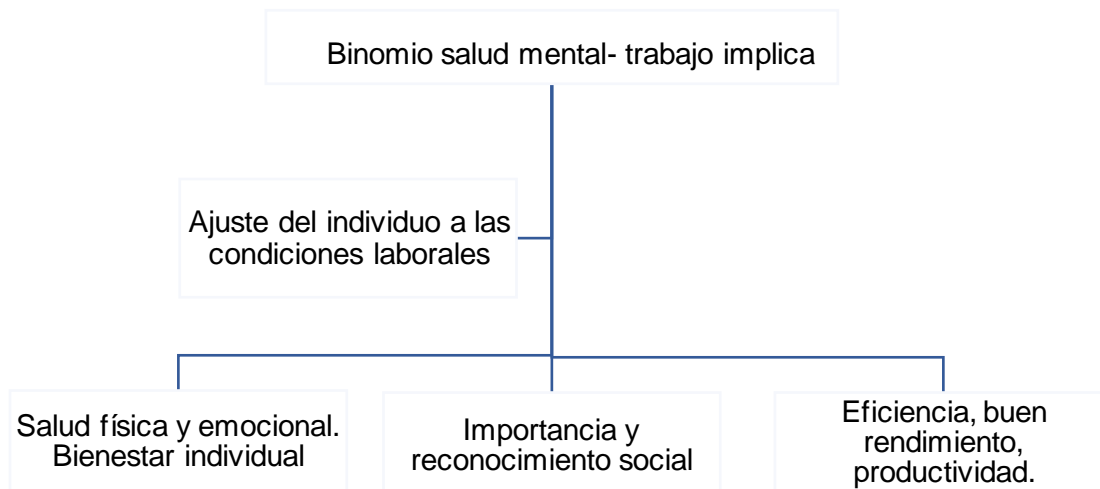 Binomio salud mental- trabajo implica
Ajuste del individuo a las
condiciones laborales
Salud física y emocional.
Bienestar individual
Importancia y
reconocimiento social
Eficiencia, buen
rendimiento,
productividad.